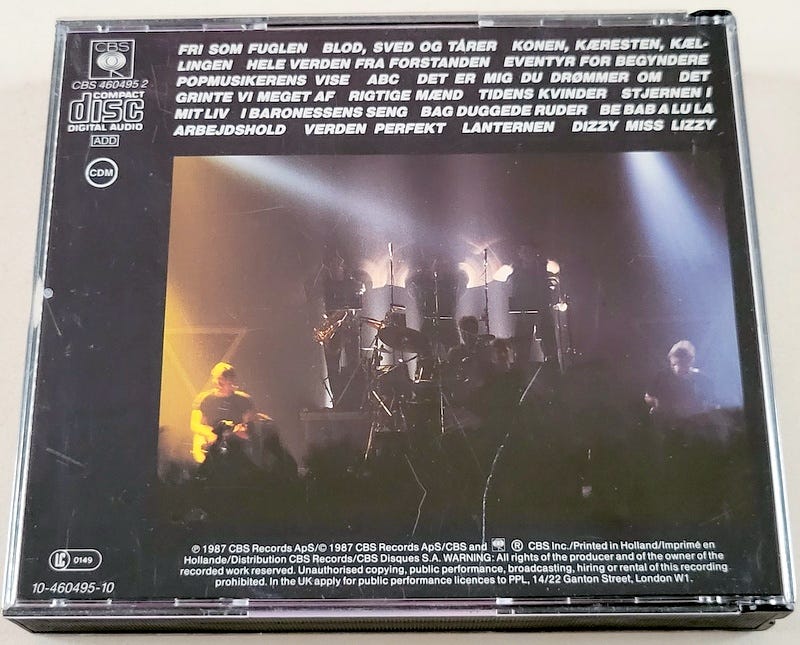 CBS
CBS 460495 2
COMPACT
disc
DIGITAL AUDIO
ADD
CDM
FRI SOM FUGLEN BLOD, SVED OG TÅRER KONEN, KÆRESTEN, KÆL-
LINGEN HELE VERDEN FRA FORSTANDEN EVENTYR FOR BEGYNDERE
POPMUSIKERENS VISE ABC DET ER MIG DU DRØMMER OM DET
GRINTE VI MEGET AF RIGTIGE MÆND TIDENS KVINDER STJERNEN I
MIT LIV I BARONESSENS SENG BAG DUGGEDE RUDER BE BAB A LU LA
ARBEJDSHOLD VERDEN PERFEKT LANTERNEN DIZZY MISS LIZZY
℗ 1987 CBS Records ApS/© 1987 CBS Records ApS/CBS and ® CBS Inc./Printed in Holland/Imprimé en
Hollande/Distribution CBS Records/CBS Disques S.A. WARNING: All rights of the producer and of the owner of the
recorded work reserved. Unauthorised copying, public performance, broadcasting, hiring or rental of this recording
prohibited. In the UK apply for public performance licences to PPL, 14/22 Ganton Street, London W1.
LC 0149
10-460495-10